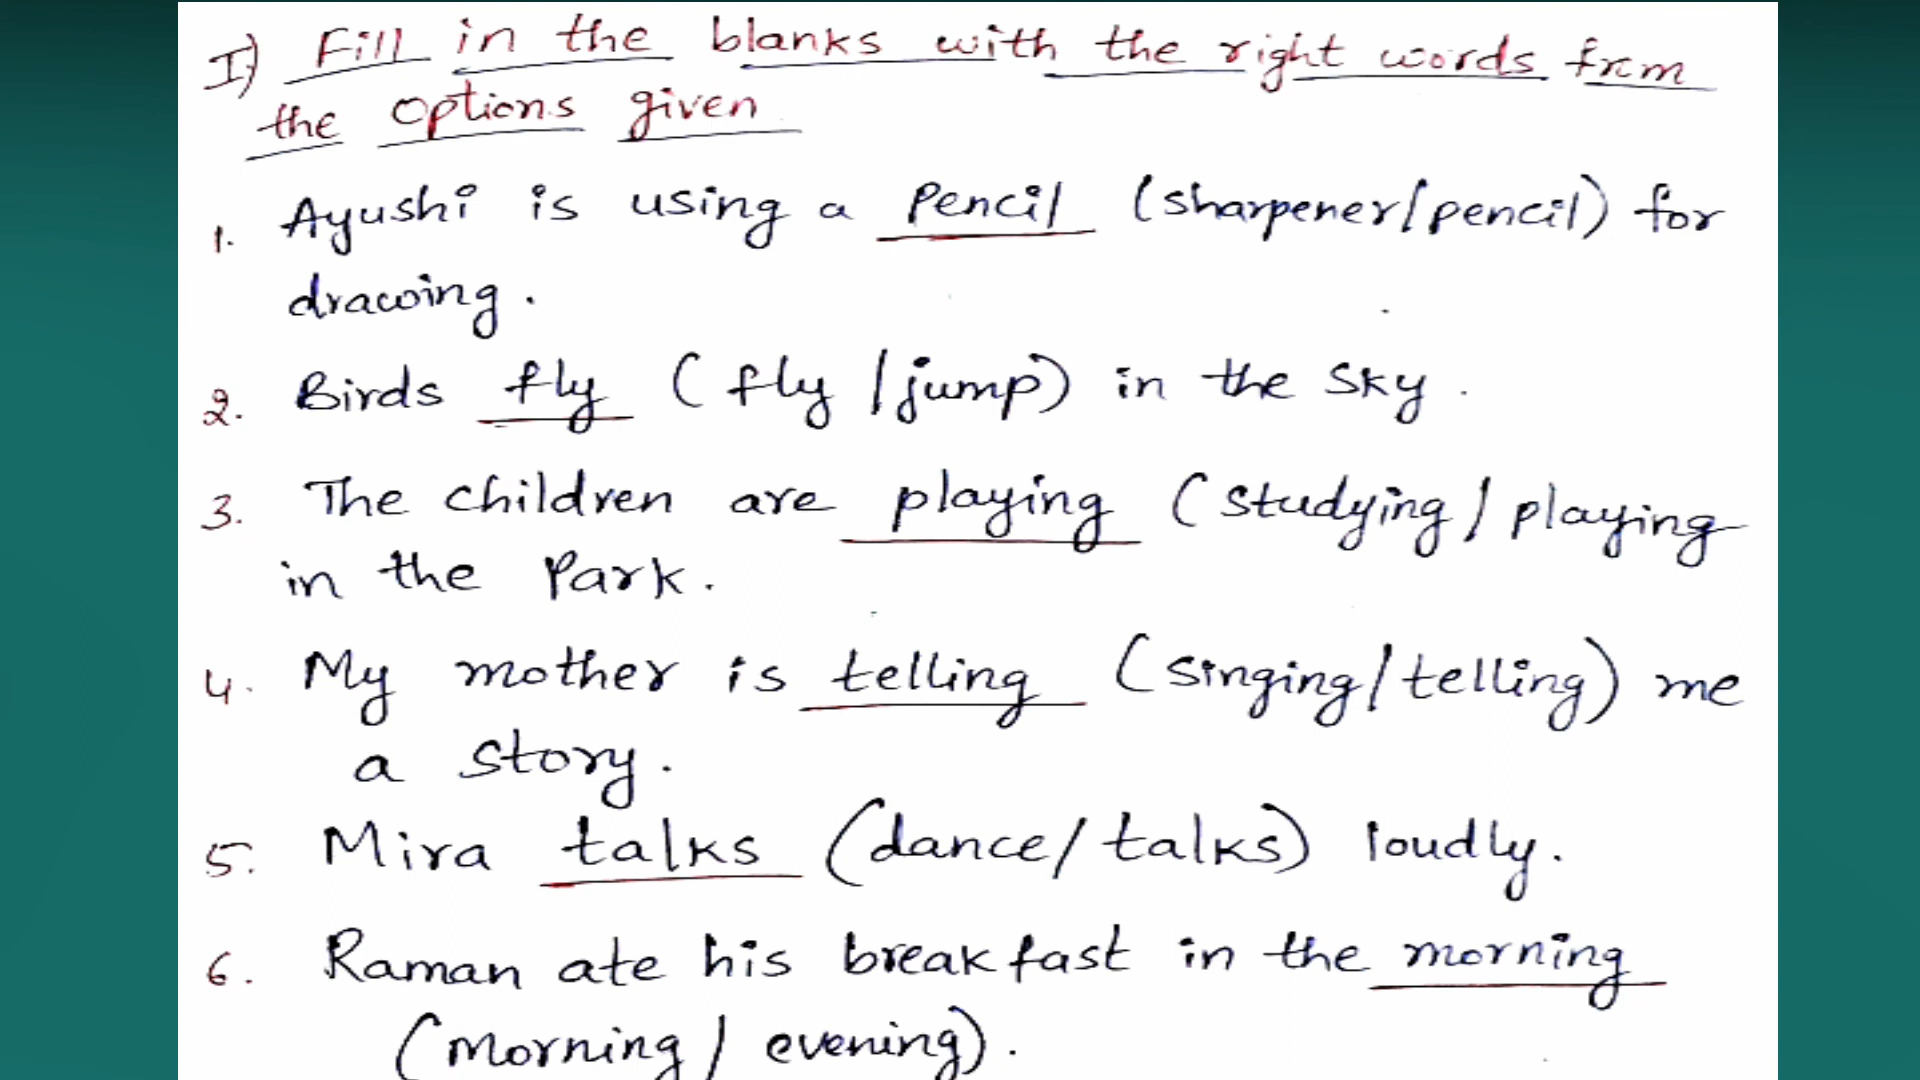 I) Fill in the blanks with the right words from
the options given
1. Ayushi is using a Pencil (sharpener/pencil) for
drawing.
2. Birds fly (fly/jump) in the sky.
3. The children are playing (studying/playing
in the Park.
4. My mother is telling (singing/telling) me
a story.
5. Mira talks (dance/talks) loudly.
6. Raman ate his breakfast in the morning
(morning/evening).